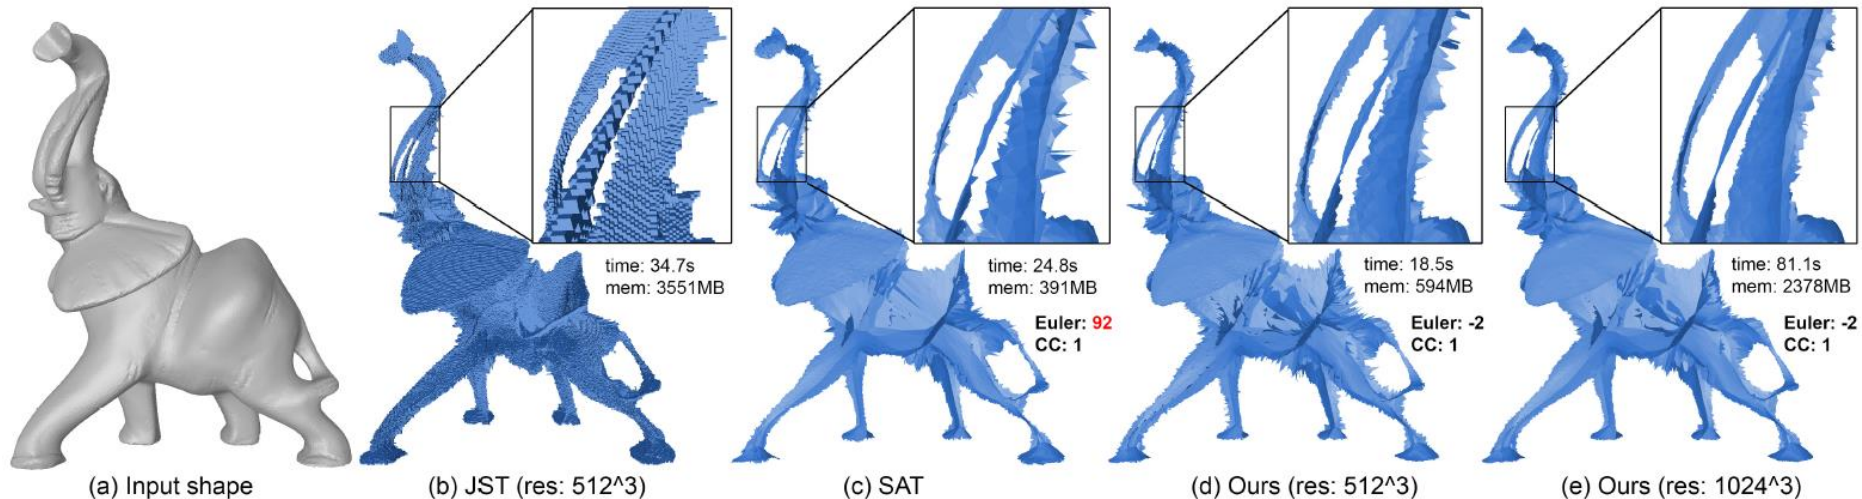 time: 34.7s
mem: 3551MB
time: 24.8s
mem: 391MB
Euler: 92
CC: 1
time: 18.5s
mem: 594MB
Euler: -2
CC: 1
time: 81.1s
mem: 2378MB
Euler: -2
CC: 1
(a) Input shape
(b) JST (res: 512^3)
(c) SAT
(d) Ours (res: 512^3)
(e) Ours (res: 1024^3)